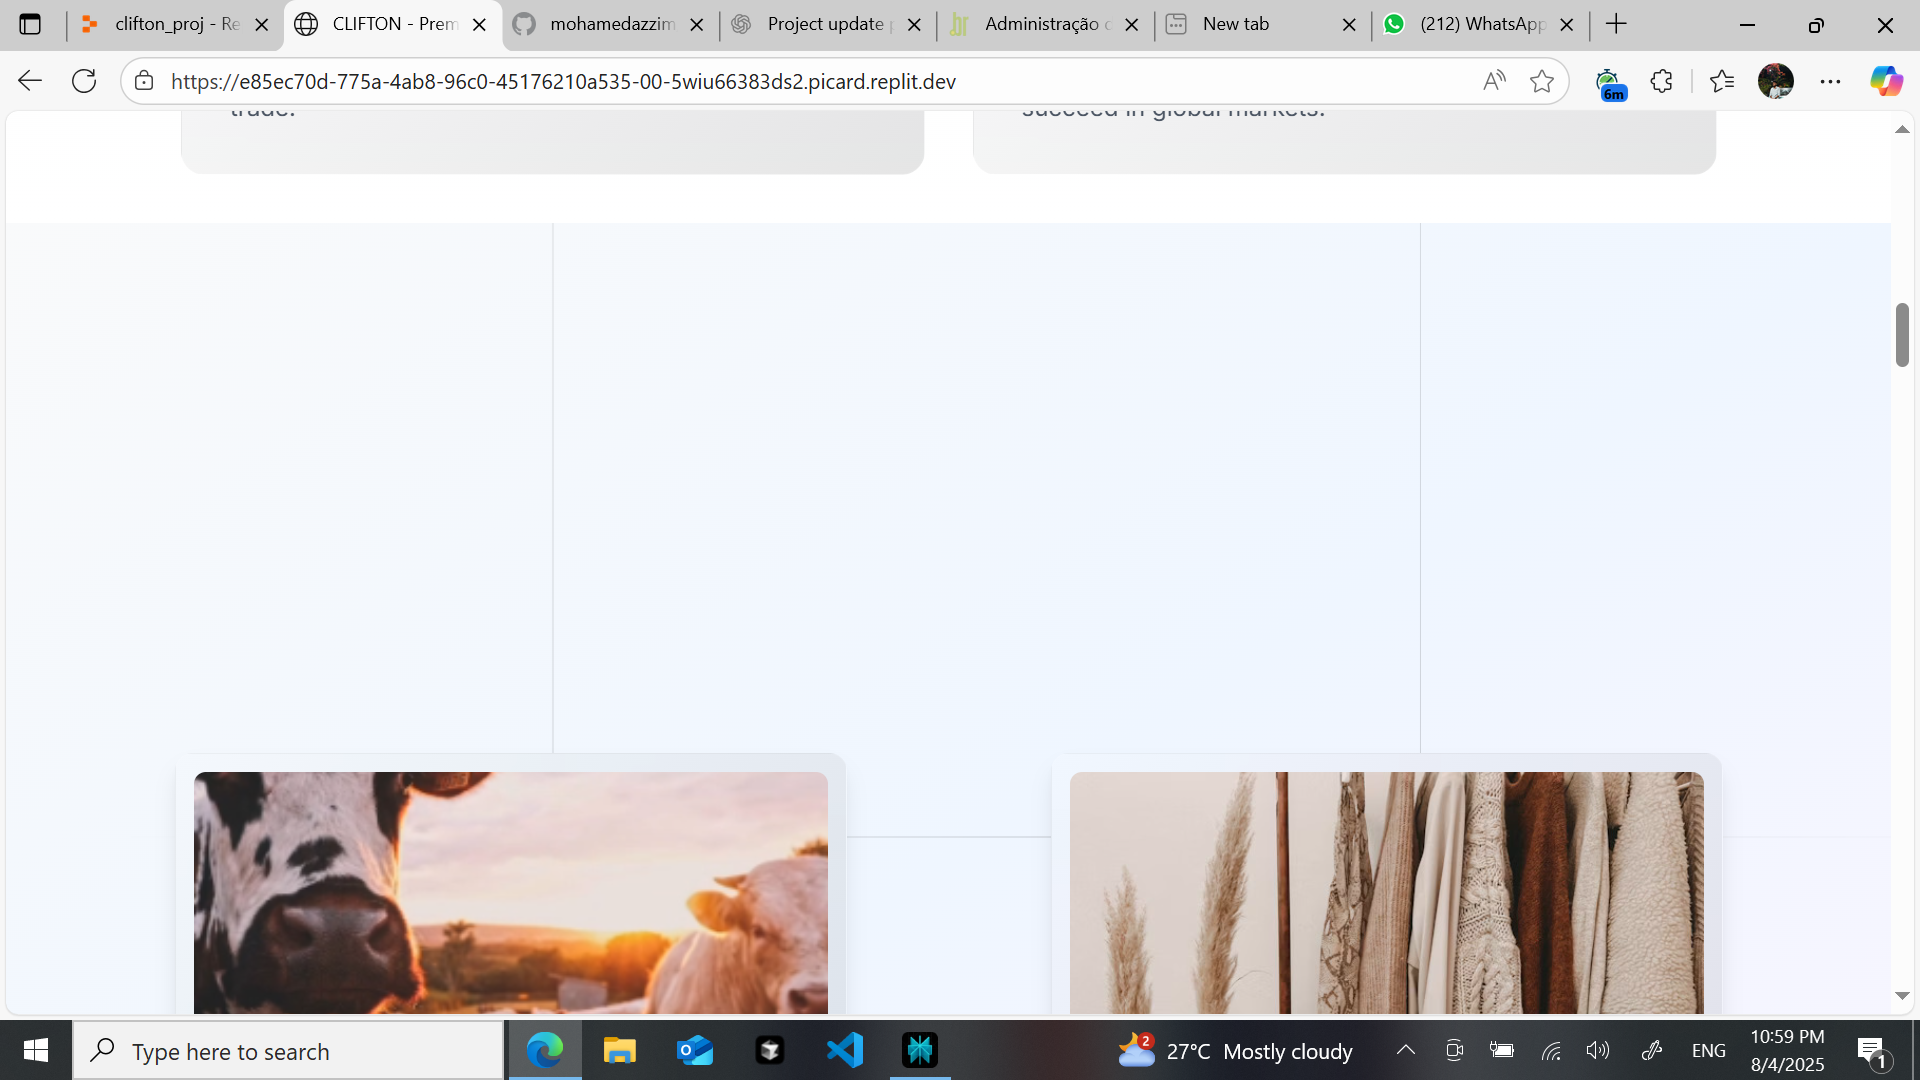 clifton_proj - Re
CLIFTON - Prem
mohamedazzim
Project update p
Administração c
New tab
(212) WhatsApp
https://e85ec70d-775a-4ab8-96c0-45176210a535-00-5wiu66383ds2.picard.replit.dev
6m
trade.
succeed in global markets.
Type here to search
2
27°C Mostly cloudy
ENG
10:59 PM
8/4/2025
1